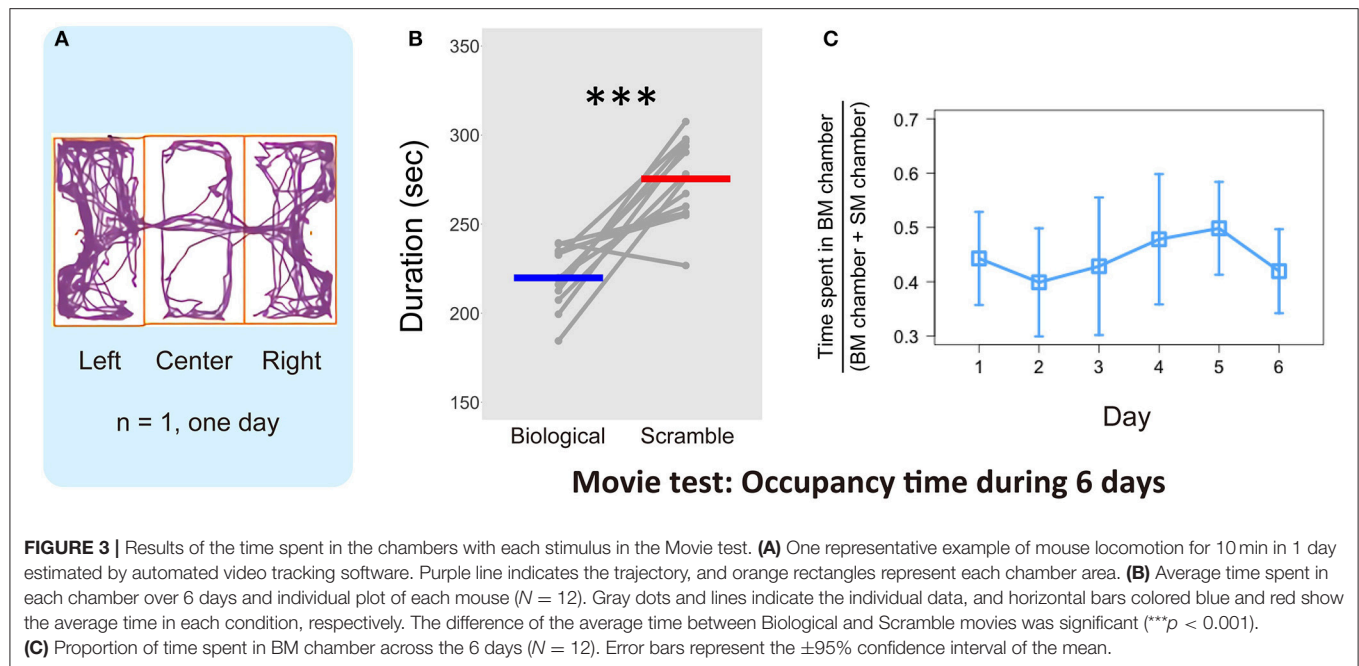 A
Left Center Right
n = 1, one day
B
Duration (sec)
350
300
250
200
150
***
Biological Scramble
C
Time spent in BM chamber
(BM chamber + SM chamber)
0.7
0.6
0.5
0.4
0.3
1 2 3 4 5 6
Day
Movie test: Occupancy time during 6 days
FIGURE 3 | Results of the time spent in the chambers with each stimulus in the Movie test. (A) One representative example of mouse locomotion for 10 min in 1 day
estimated by automated video tracking software. Purple line indicates the trajectory, and orange rectangles represent each chamber area. (B) Average time spent in
each chamber over 6 days and individual plot of each mouse (N = 12). Gray dots and lines indicate the individual data, and horizontal bars colored blue and red show
the average time in each condition, respectively. The difference of the average time between Biological and Scramble movies was significant (***p < 0.001).
(C) Proportion of time spent in BM chamber across the 6 days (N = 12). Error bars represent the ±95% confidence interval of the mean.